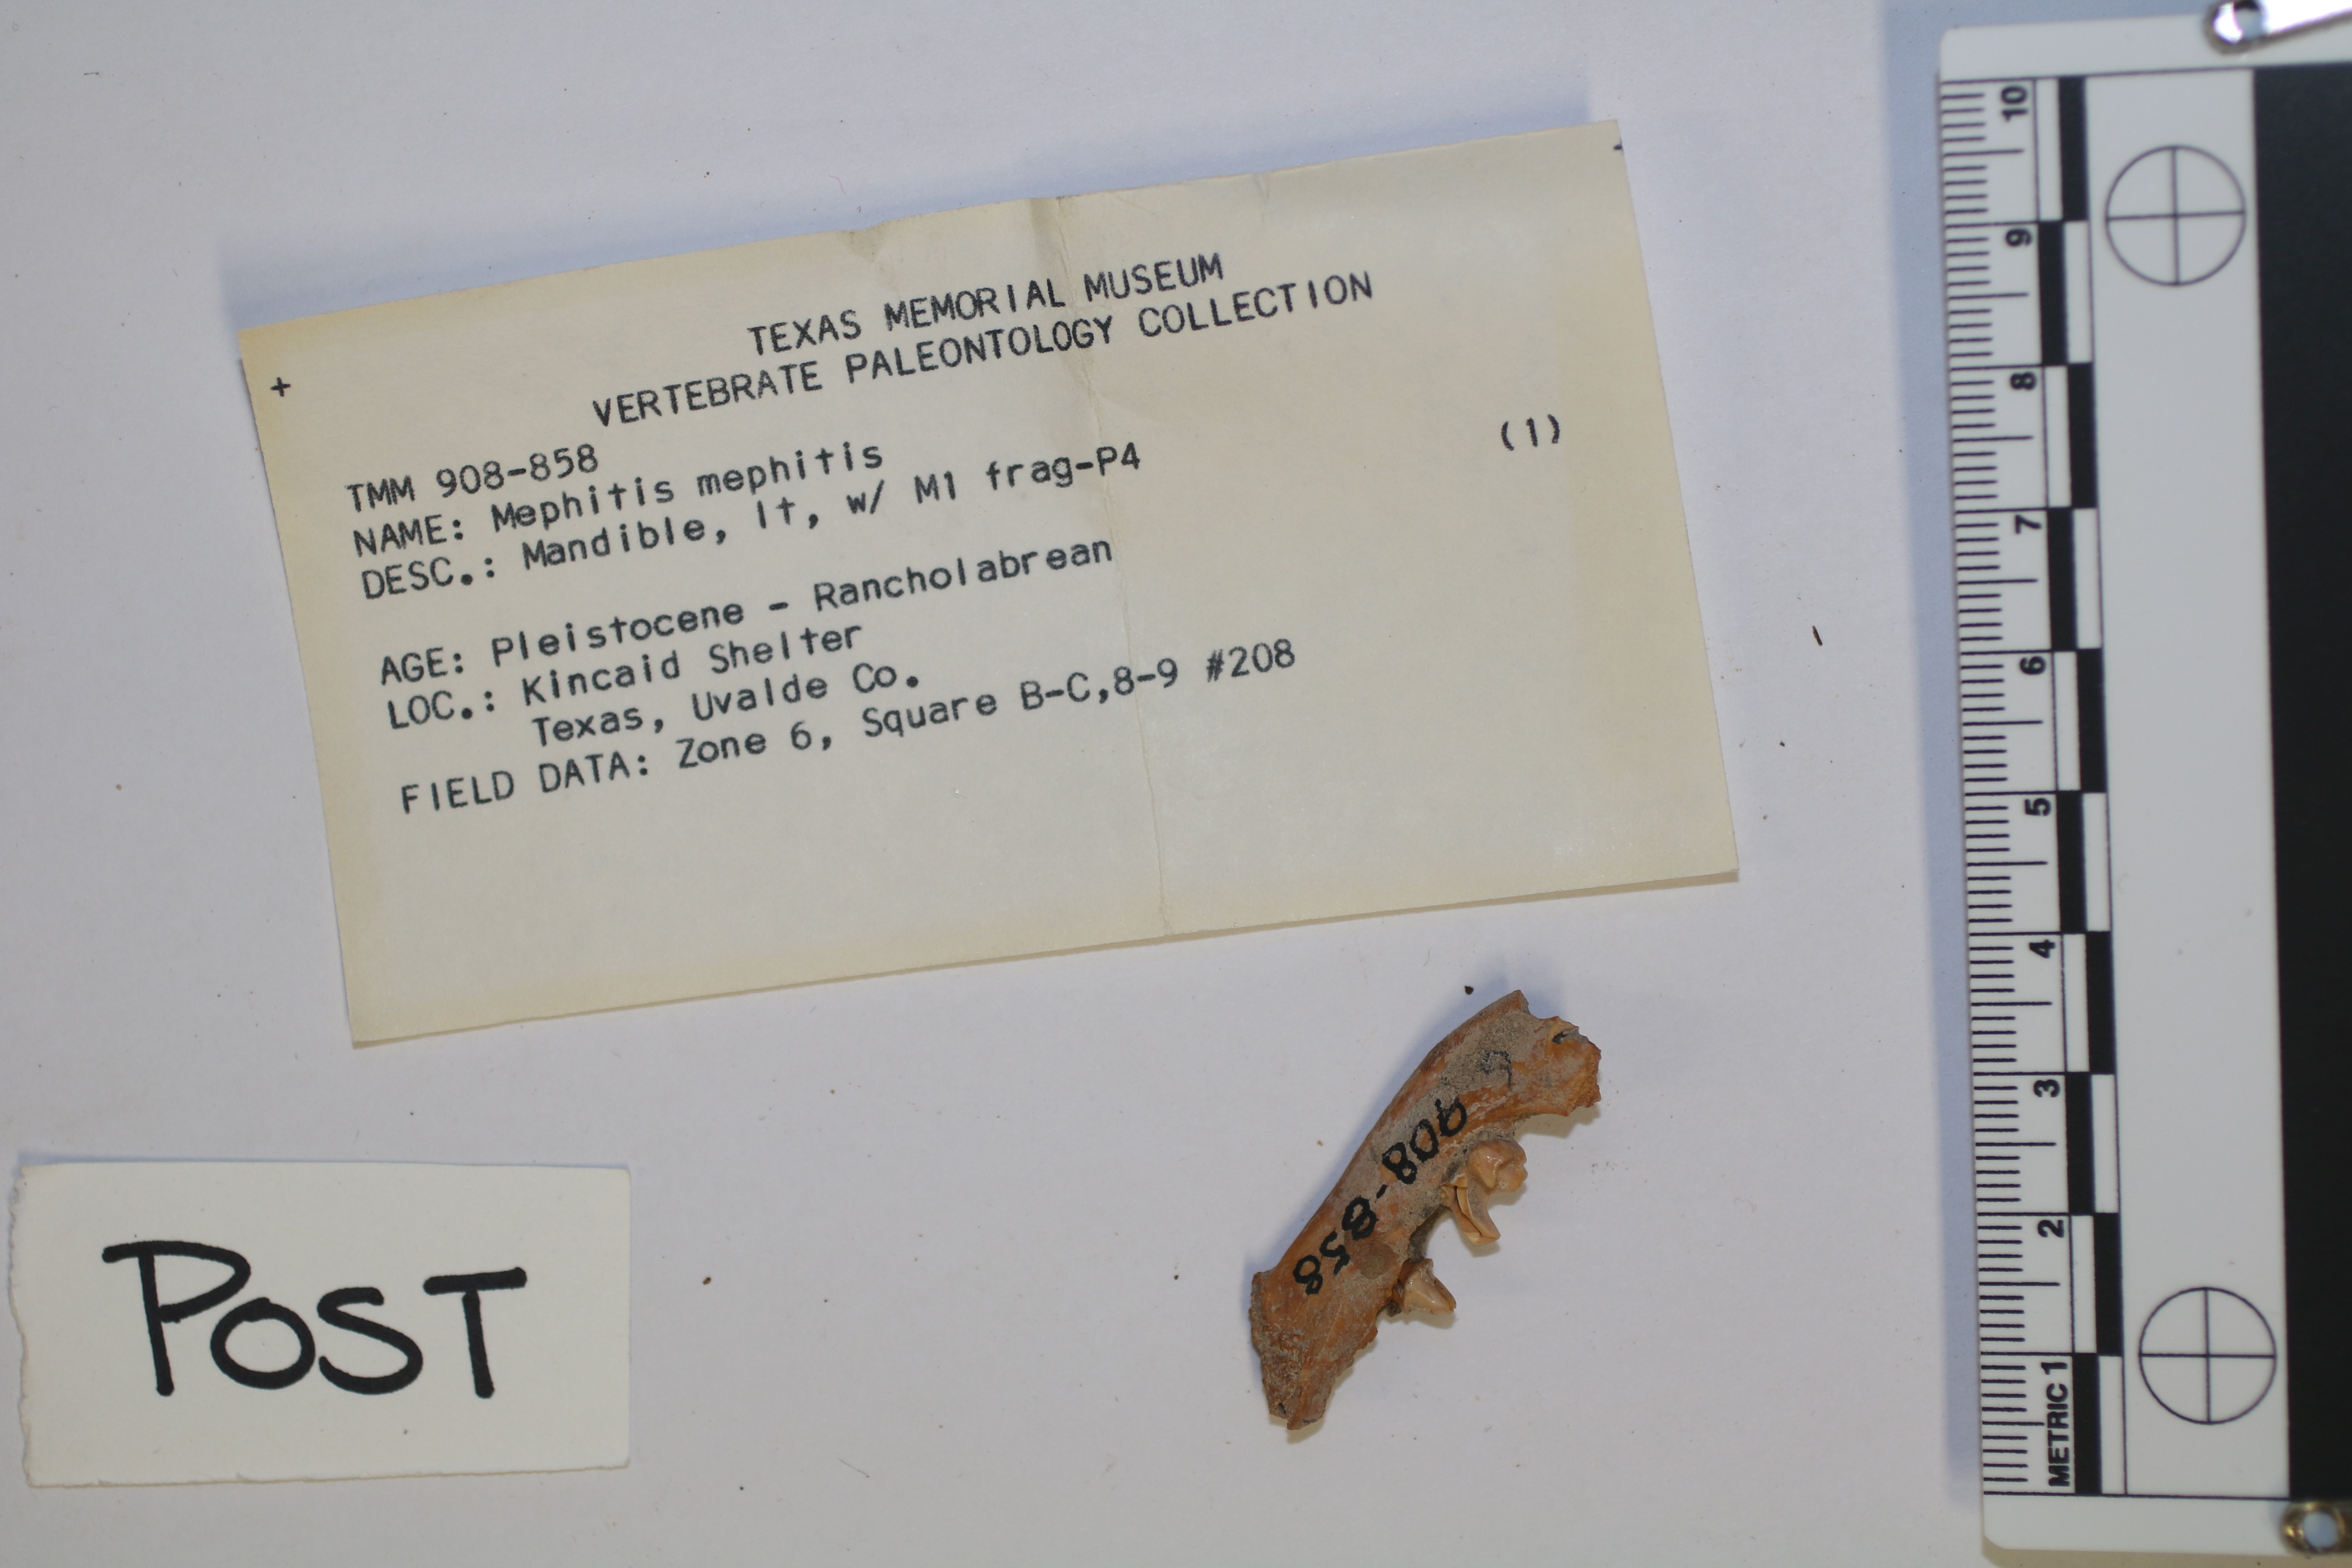 TEXAS MEMORIAL MUSEUM
VERTEBRATE PALEONTOLOGY COLLECTION
TMM 908-858 (1)
NAME: Mephitis mephitis
DESC.: Mandible, lt, w/ M1 frag-P4
AGE: Pleistocene - Rancholabrean
LOC.: Kincaid Shelter
Texas, Uvalde Co.
FIELD DATA: Zone 6, Square B-C,8-9 #208
908-858
POST
10
9
8
7
6
5
4
3
2
METRIC 1